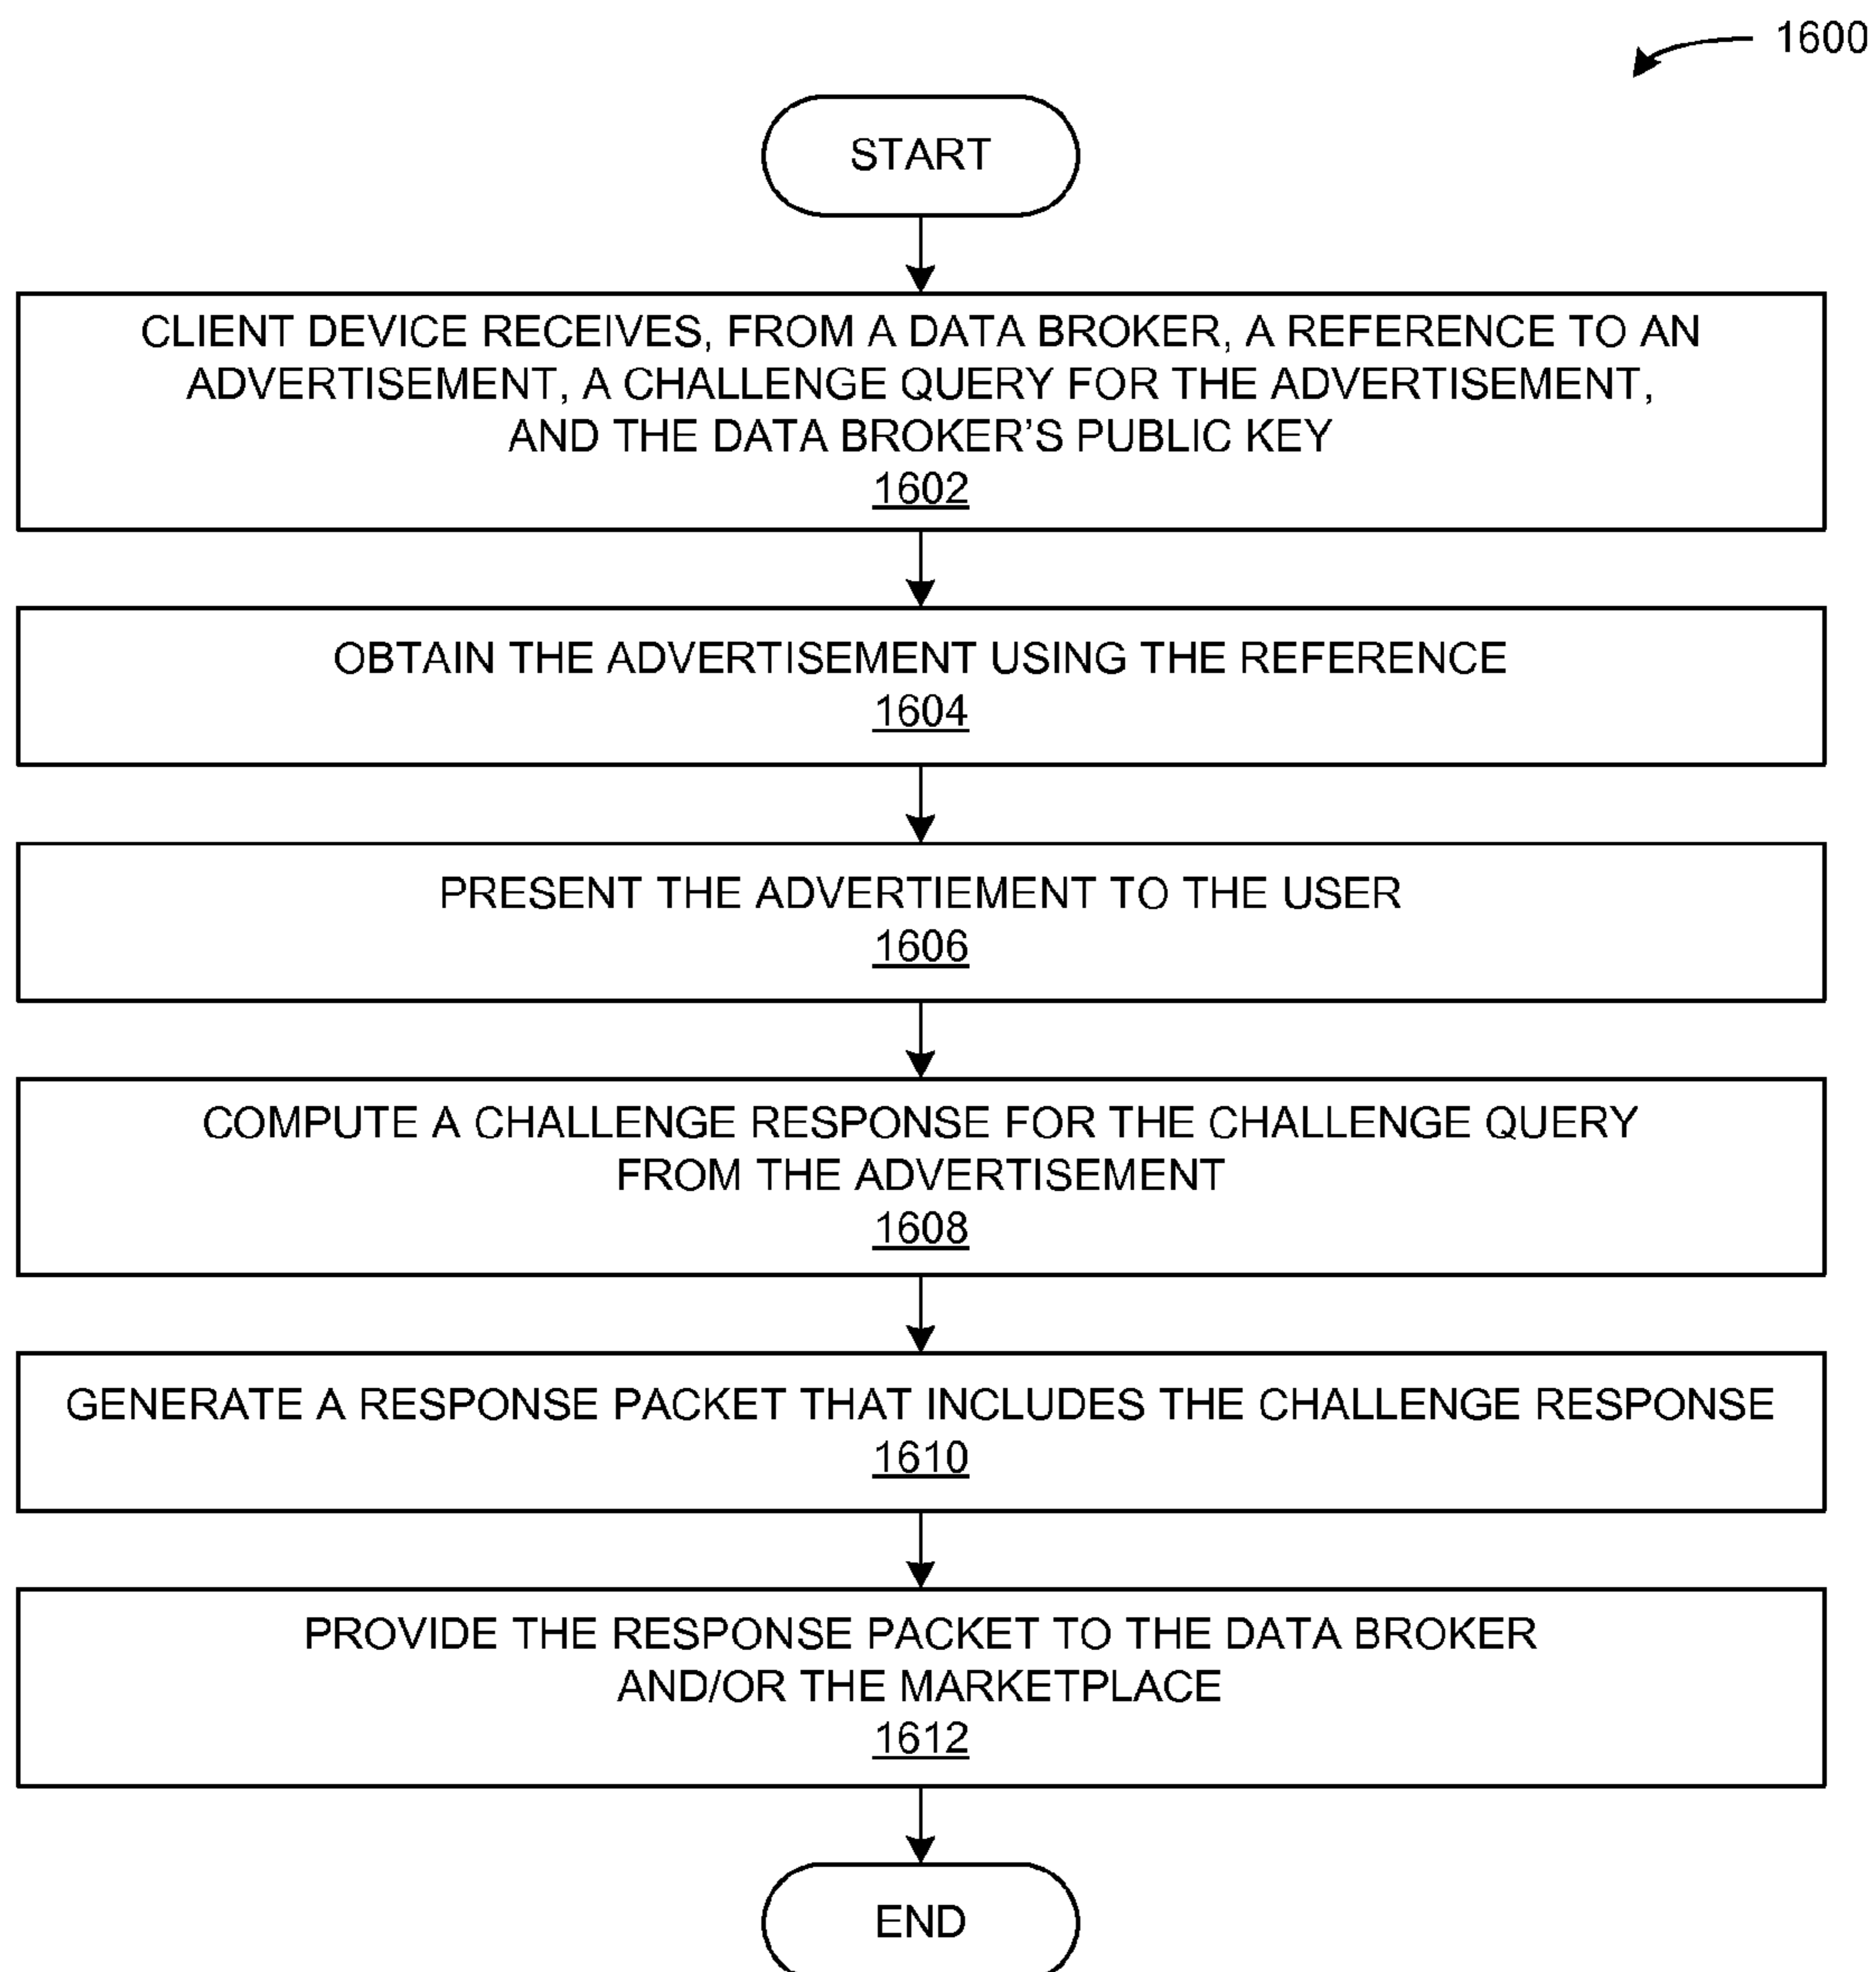 1600
START
CLIENT DEVICE RECEIVES, FROM A DATA BROKER, A REFERENCE TO AN
ADVERTISEMENT, A CHALLENGE QUERY FOR THE ADVERTISEMENT,
AND THE DATA BROKER'S PUBLIC KEY
1602
OBTAIN THE ADVERTISEMENT USING THE REFERENCE
1604
PRESENT THE ADVERTIEMENT TO THE USER
1606
COMPUTE A CHALLENGE RESPONSE FOR THE CHALLENGE QUERY
FROM THE ADVERTISEMENT
1608
GENERATE A RESPONSE PACKET THAT INCLUDES THE CHALLENGE RESPONSE
1610
PROVIDE THE RESPONSE PACKET TO THE DATA BROKER
AND/OR THE MARKETPLACE
1612
END